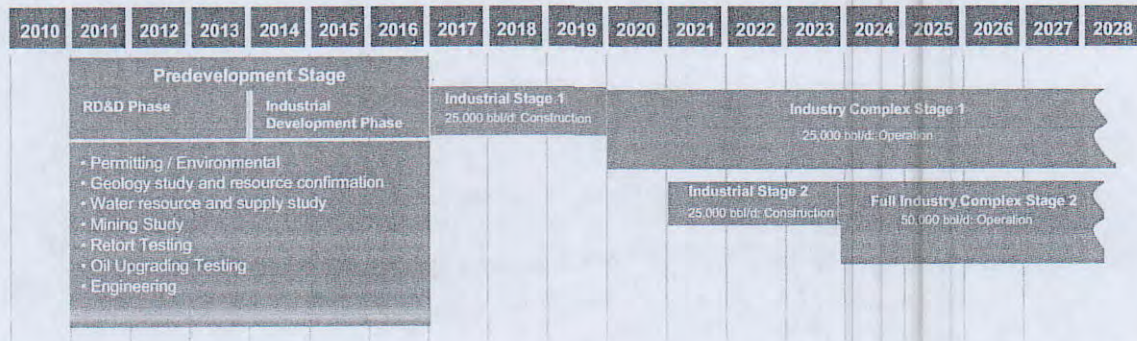 2010 2011 2012 2013 2014 2015 2016 2017 2018 2019 2020 2021 2022 2023 2024 2025 2026 2027 2028
Predevelopment Stage
RD&D Phase
Industrial
Development Phase
• Permitting / Environmental
• Geology study and resource confirmation
• Water resource and supply study
• Mining Study
• Retort Testing
• Oil Upgrading Testing
• Engineering
Industrial Stage 1
25,000 bbl/d: Construction
Industry Complex Stage 1
25,000 bbl/d: Operation
Industrial Stage 2
25,000 bbl/d: Construction
Full Industry Complex Stage 2
50,000 bbl/d: Operation